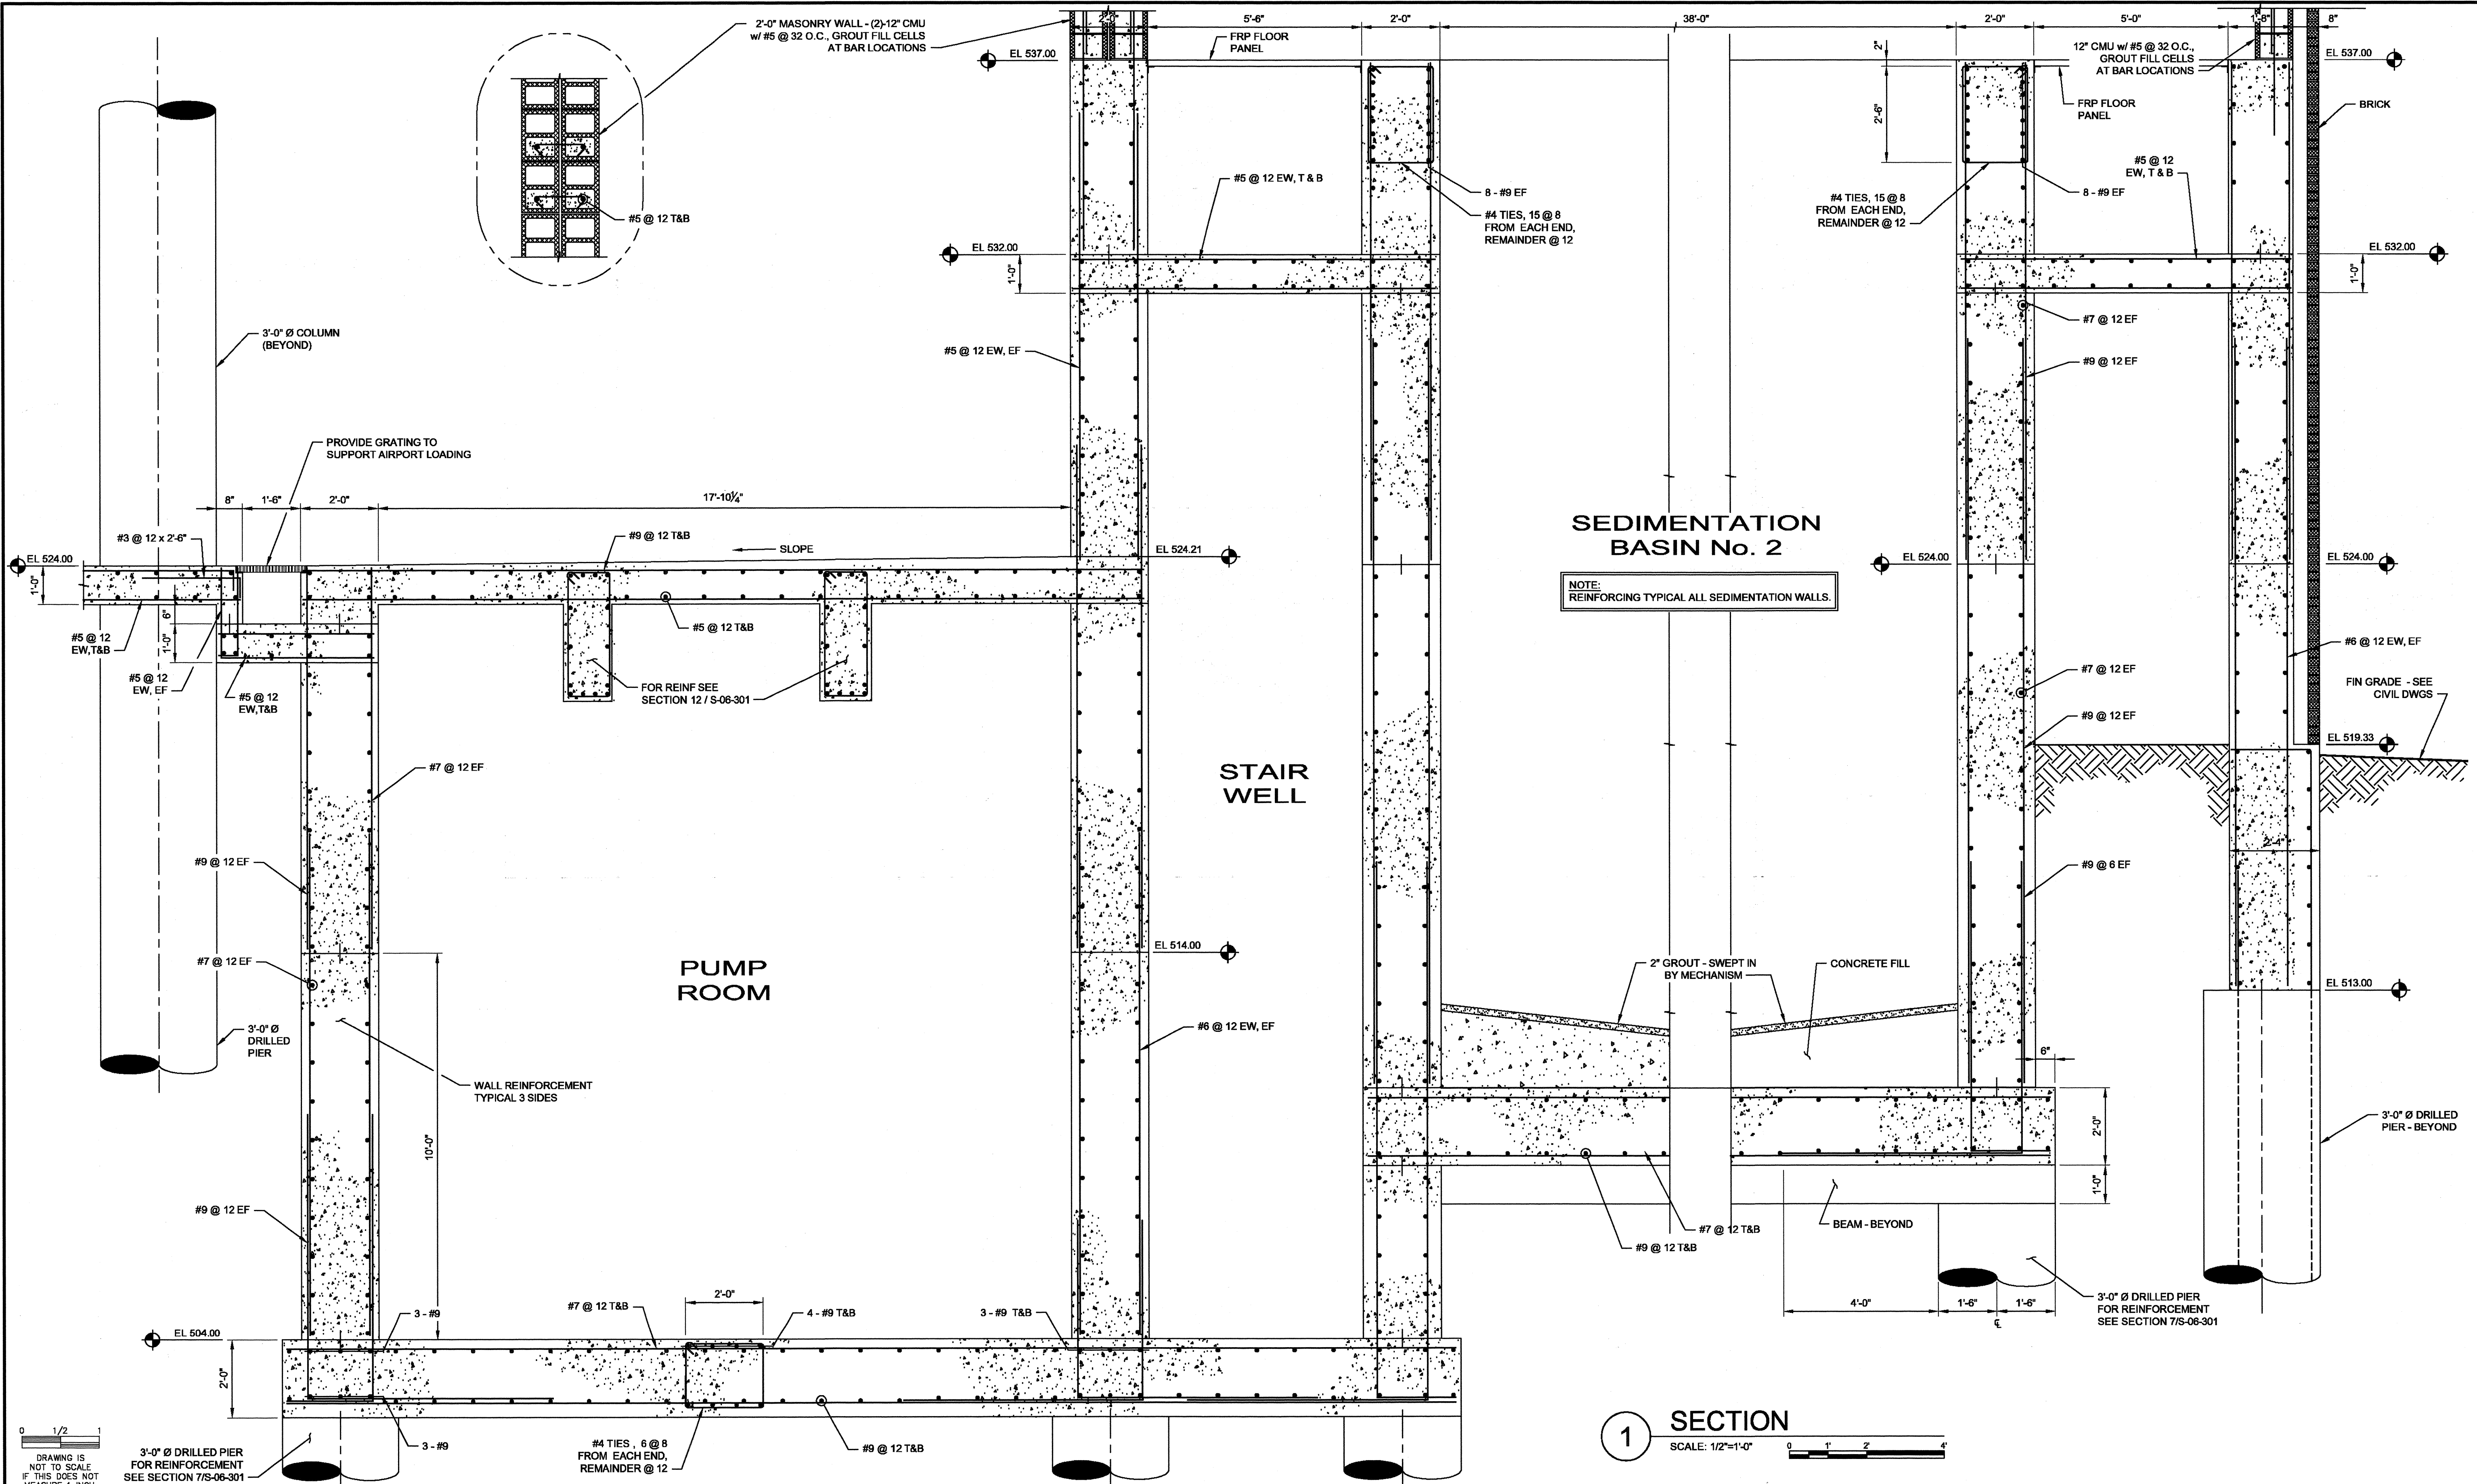 2'-0" MASONRY WALL - (2)-12" CMU
w/ #5 @ 32 O.C., GROUT FILL CELLS
AT BAR LOCATIONS
2'-0"
5'-6"
2'-0"
38'-0"
2'-0"
5'-0"
1'-8"
8"
EL 537.00
FRP FLOOR
PANEL
2"
12" CMU w/ #5 @ 32 O.C.,
GROUT FILL CELLS
AT BAR LOCATIONS
EL 537.00
FRP FLOOR
PANEL
BRICK
2'-6"
#5 @ 12 T&B
#5 @ 12 EW, T & B
8 - #9 EF
#4 TIES, 15 @ 8
FROM EACH END,
REMAINDER @ 12
#5 @ 12
EW, T & B
8 - #9 EF
#4 TIES, 15 @ 8
FROM EACH END,
REMAINDER @ 12
EL 532.00
1'-0"
EL 532.00
1'-0"
3'-0" Ø COLUMN
(BEYOND)
#5 @ 12 EW, EF
#7 @ 12 EF
#9 @ 12 EF
PROVIDE GRATING TO
SUPPORT AIRPORT LOADING
8"
1'-6"
2'-0"
17'-10¼"
#3 @ 12 x 2'-6"
#9 @ 12 T&B
SLOPE
EL 524.21
SEDIMENTATION
BASIN No. 2
EL 524.00
1'-0"
EL 524.00
EL 524.00
NOTE:
REINFORCING TYPICAL ALL SEDIMENTATION WALLS.
6"
1'-0"
#5 @ 12
EW,T&B
#5 @ 12
EW, EF
#5 @ 12
EW,T&B
#5 @ 12 T&B
FOR REINF SEE
SECTION 12 / S-06-301
#6 @ 12 EW, EF
#7 @ 12 EF
FIN GRADE - SEE
CIVIL DWGS
#9 @ 12 EF
EL 519.33
#7 @ 12 EF
STAIR
WELL
#9 @ 12 EF
2'-4"
#9 @ 6 EF
EL 514.00
#7 @ 12 EF
PUMP
ROOM
2" GROUT - SWEPT IN
BY MECHANISM
CONCRETE FILL
EL 513.00
3'-0" Ø
DRILLED
PIER
#6 @ 12 EW, EF
6"
WALL REINFORCEMENT
TYPICAL 3 SIDES
10'-0"
2'-0"
3'-0" Ø DRILLED
PIER - BEYOND
1'-0"
#9 @ 12 EF
#7 @ 12 T&B
#9 @ 12 T&B
BEAM - BEYOND
2'-0"
#7 @ 12 T&B
4 - #9 T&B
3 - #9 T&B
3 - #9
4'-0"
1'-6"
1'-6"
℄
3'-0" Ø DRILLED PIER
FOR REINFORCEMENT
SEE SECTION 7/S-06-301
EL 504.00
2'-0"
3 - #9
#4 TIES , 6 @ 8
FROM EACH END,
REMAINDER @ 12
#9 @ 12 T&B
3'-0" Ø DRILLED PIER
FOR REINFORCEMENT
SEE SECTION 7/S-06-301
1
SECTION
SCALE: 1/2"=1'-0"
0 1' 2' 4'
0 1/2 1
DRAWING IS
NOT TO SCALE
IF THIS DOES NOT
MEASURE 1 INCH